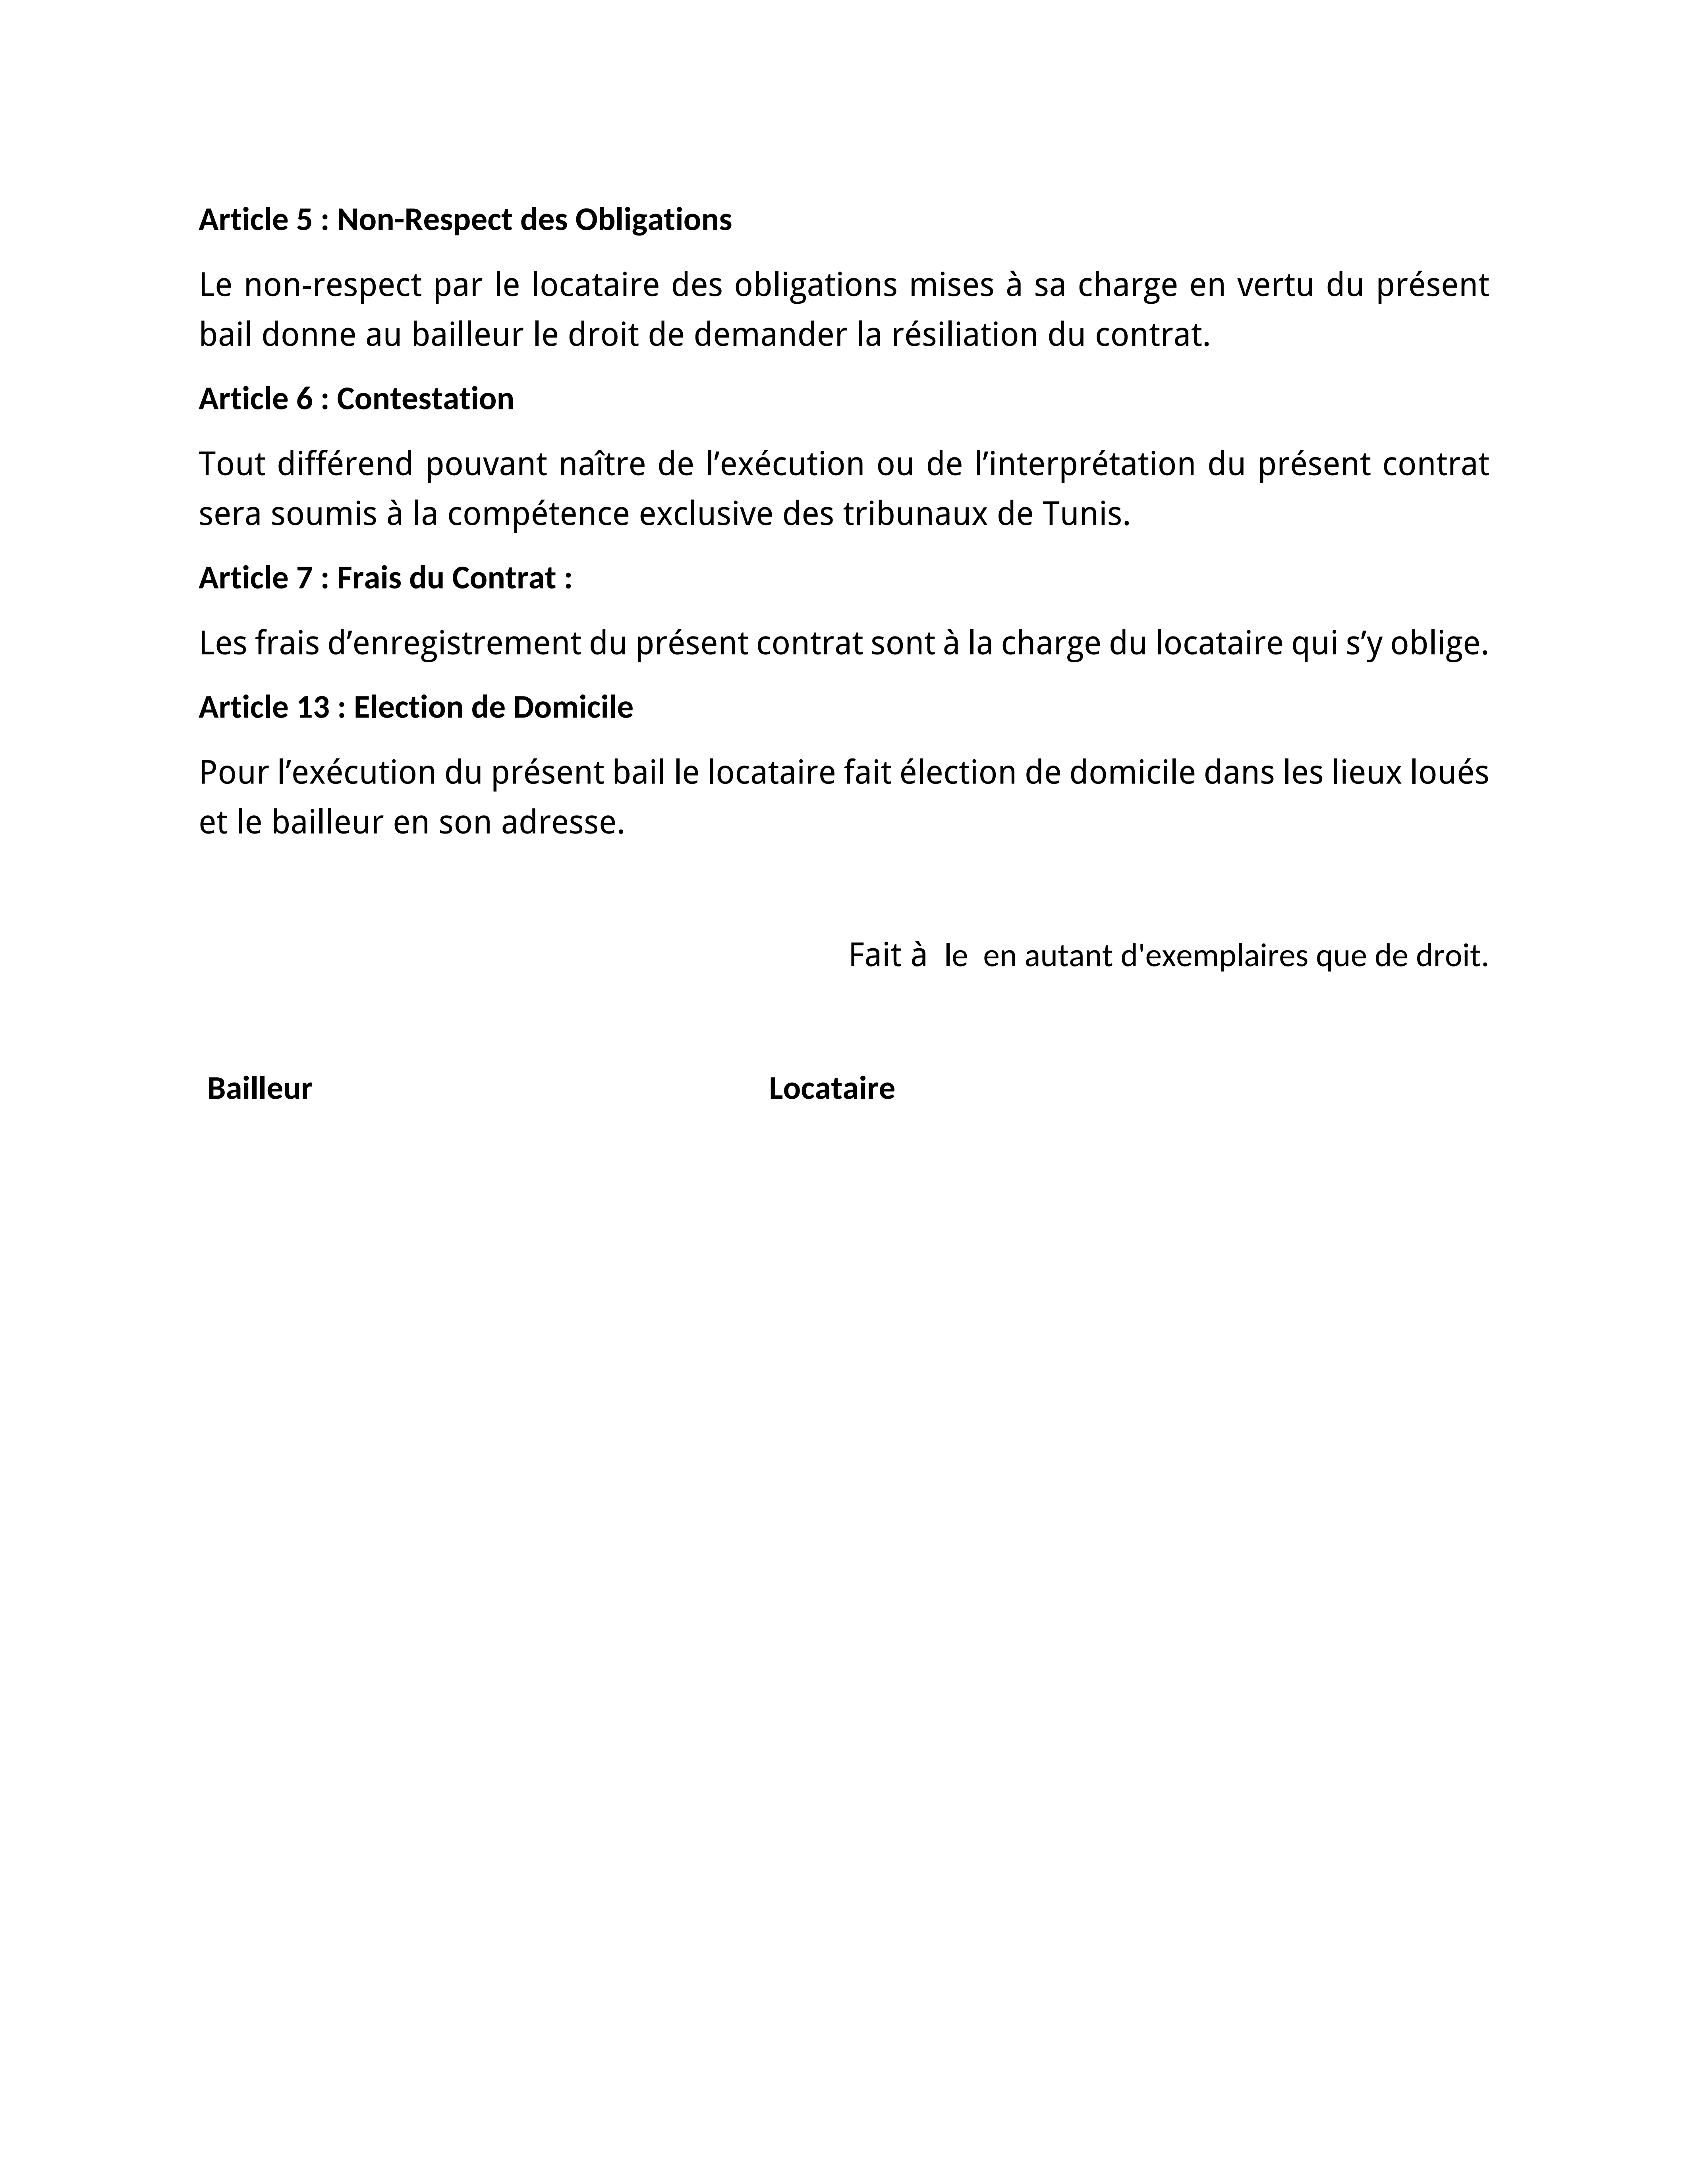 Article 5 : Non-Respect des Obligations
Le non-respect par le locataire des obligations mises à sa charge en vertu du présent
bail donne au bailleur le droit de demander la résiliation du contrat.
Article 6 : Contestation
Tout différend pouvant naître de l’exécution ou de l’interprétation du présent contrat
sera soumis à la compétence exclusive des tribunaux de Tunis.
Article 7 : Frais du Contrat :
Les frais d’enregistrement du présent contrat sont à la charge du locataire qui s’y oblige.
Article 13 : Election de Domicile
Pour l’exécution du présent bail le locataire fait élection de domicile dans les lieux loués
et le bailleur en son adresse.
Fait à  le  en autant d'exemplaires que de droit.
Bailleur Locataire